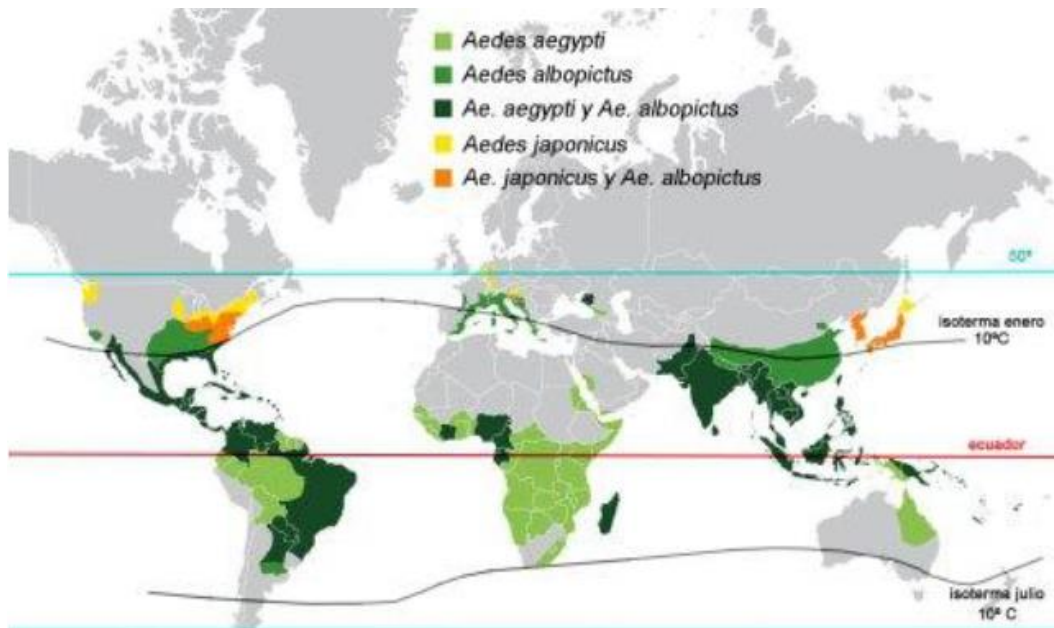 Aedes aegypti
Aedes albopictus
Ae. aegypti y Ae. albopictus
Aedes japonicus
Ae. japonicus y Ae. albopictus
50º
isoterma enero
10ºC
ecuador
isoterma julio
10º C